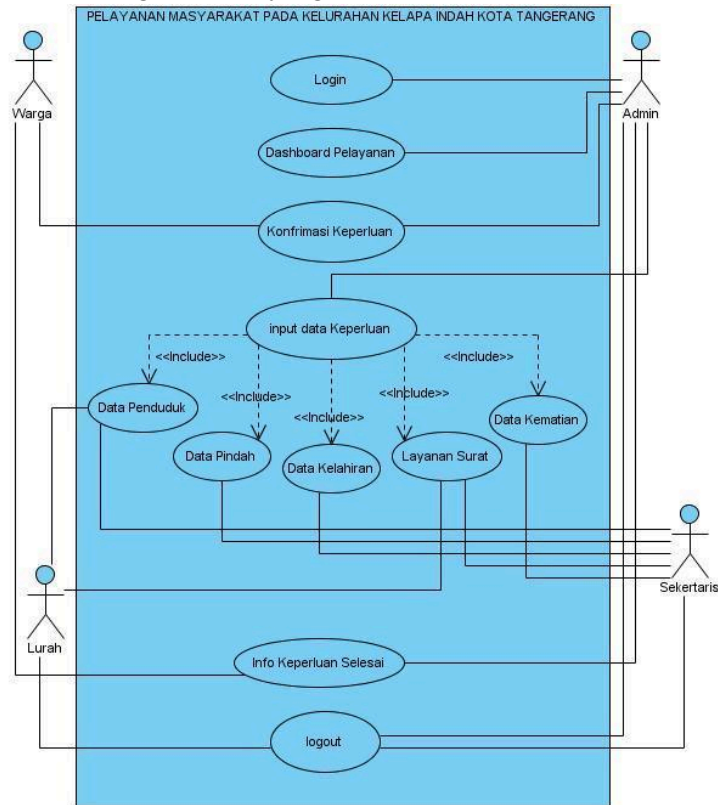 PELAYANAN MASYARAKAT PADA KELURAHAN KELAPA INDAH KOTA TANGERANG
Warga
Admin
Login
Dashboard Pelayanan
Konfrimasi Keperluan
input data Keperluan
<<Include>>
<<Include>>
<<Include>>
<<Include>>
<<Include>>
Data Penduduk
Data Pindah
Data Kelahiran
Layanan Surat
Data Kematian
Sekertaris
Lurah
Info Keperluan Selesai
logout